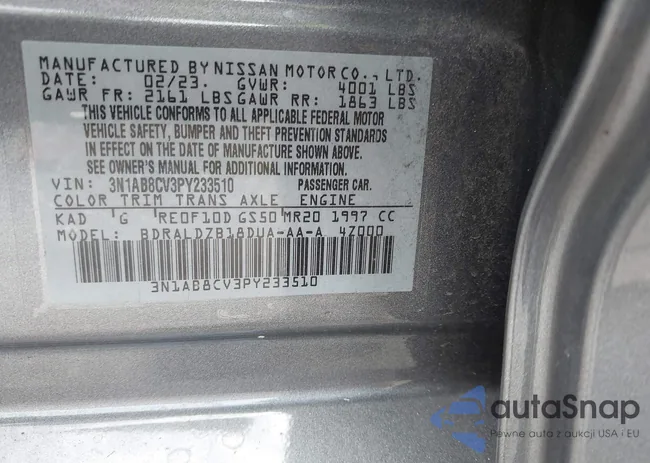 MANUFACTURED BY NISSAN MOTOR CO., LTD.
DATE: 02/23. GVWR: 4001 LBS
GAWR FR: 2161 LBS GAWR RR: 1863 LBS
THIS VEHICLE CONFORMS TO ALL APPLICABLE FEDERAL MOTOR
VEHICLE SAFETY, BUMPER AND THEFT PREVENTION STANDARDS
IN EFFECT ON THE DATE OF MANUFACTURE SHOWN ABOVE.
SEE OWNER'S MANUAL FOR ADDITIONAL INFORMATION.
VIN: 3N1AB8CV3PY233510 PASSENGER CAR.
COLOR TRIM TRANS AXLE ENGINE
KAD G RE0F10D GS50 MR20 1997 CC
MODEL: BDRALDZB18DUA-AA-A 4Z000
3N1AB8CV3PY233510
autaSnap
Pewne auta z aukcji USA i EU